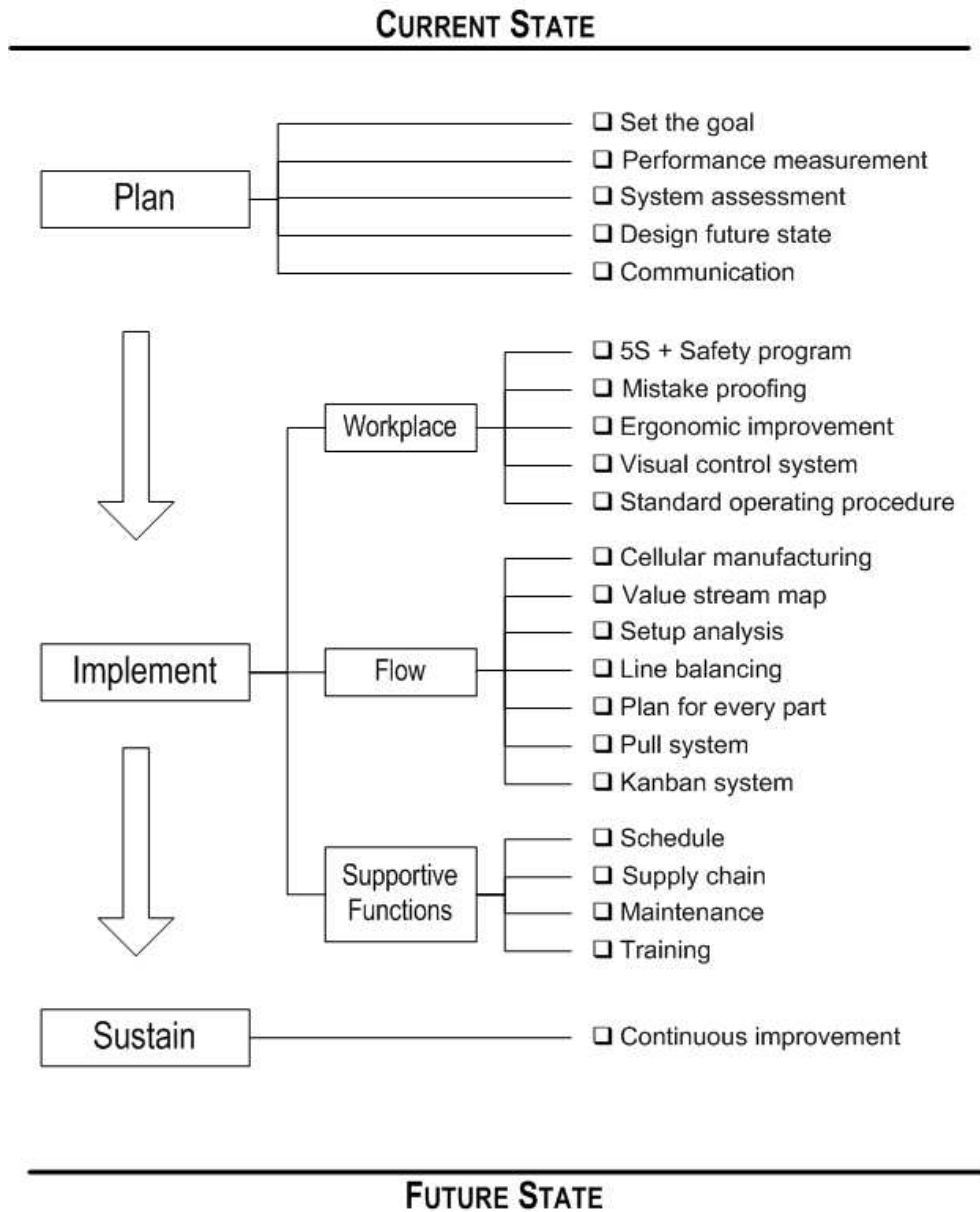 CURRENT STATE
Plan
❑ Set the goal
❑ Performance measurement
❑ System assessment
❑ Design future state
❑ Communication
Implement
Workplace
❑ 5S + Safety program
❑ Mistake proofing
❑ Ergonomic improvement
❑ Visual control system
❑ Standard operating procedure
Flow
❑ Cellular manufacturing
❑ Value stream map
❑ Setup analysis
❑ Line balancing
❑ Plan for every part
❑ Pull system
❑ Kanban system
Supportive
Functions
❑ Schedule
❑ Supply chain
❑ Maintenance
❑ Training
Sustain
❑ Continuous improvement
FUTURE STATE